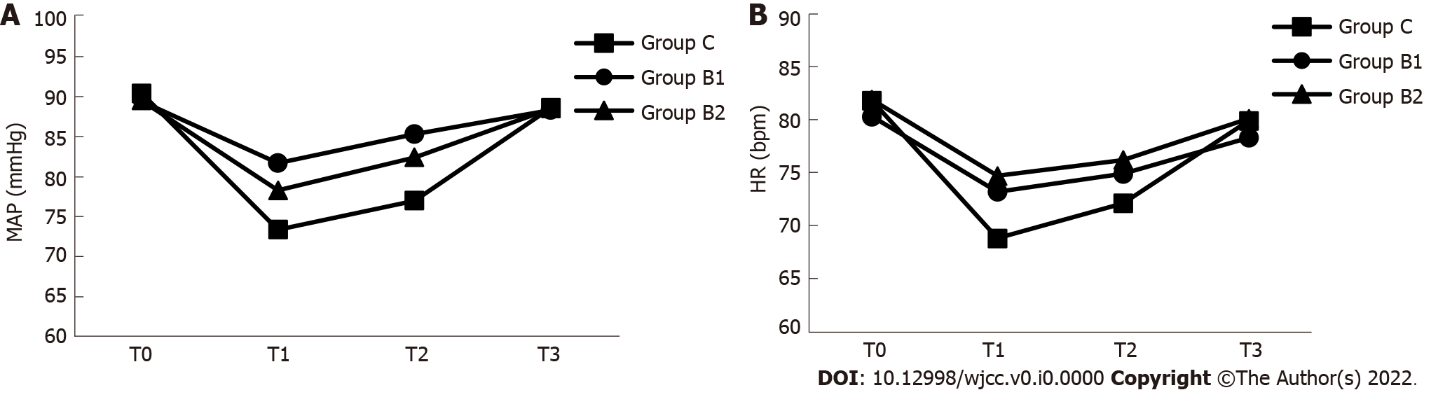 A
100
95
90
85
80
75
70
65
60
MAP (mmHg)
T0 T1 T2 T3
Group C
Group B1
Group B2
B
90
85
80
75
70
65
60
HR (bpm)
T0 T1 T2 T3
Group C
Group B1
Group B2
DOI: 10.12998/wjcc.v0.i0.0000 Copyright ©The Author(s) 2022.